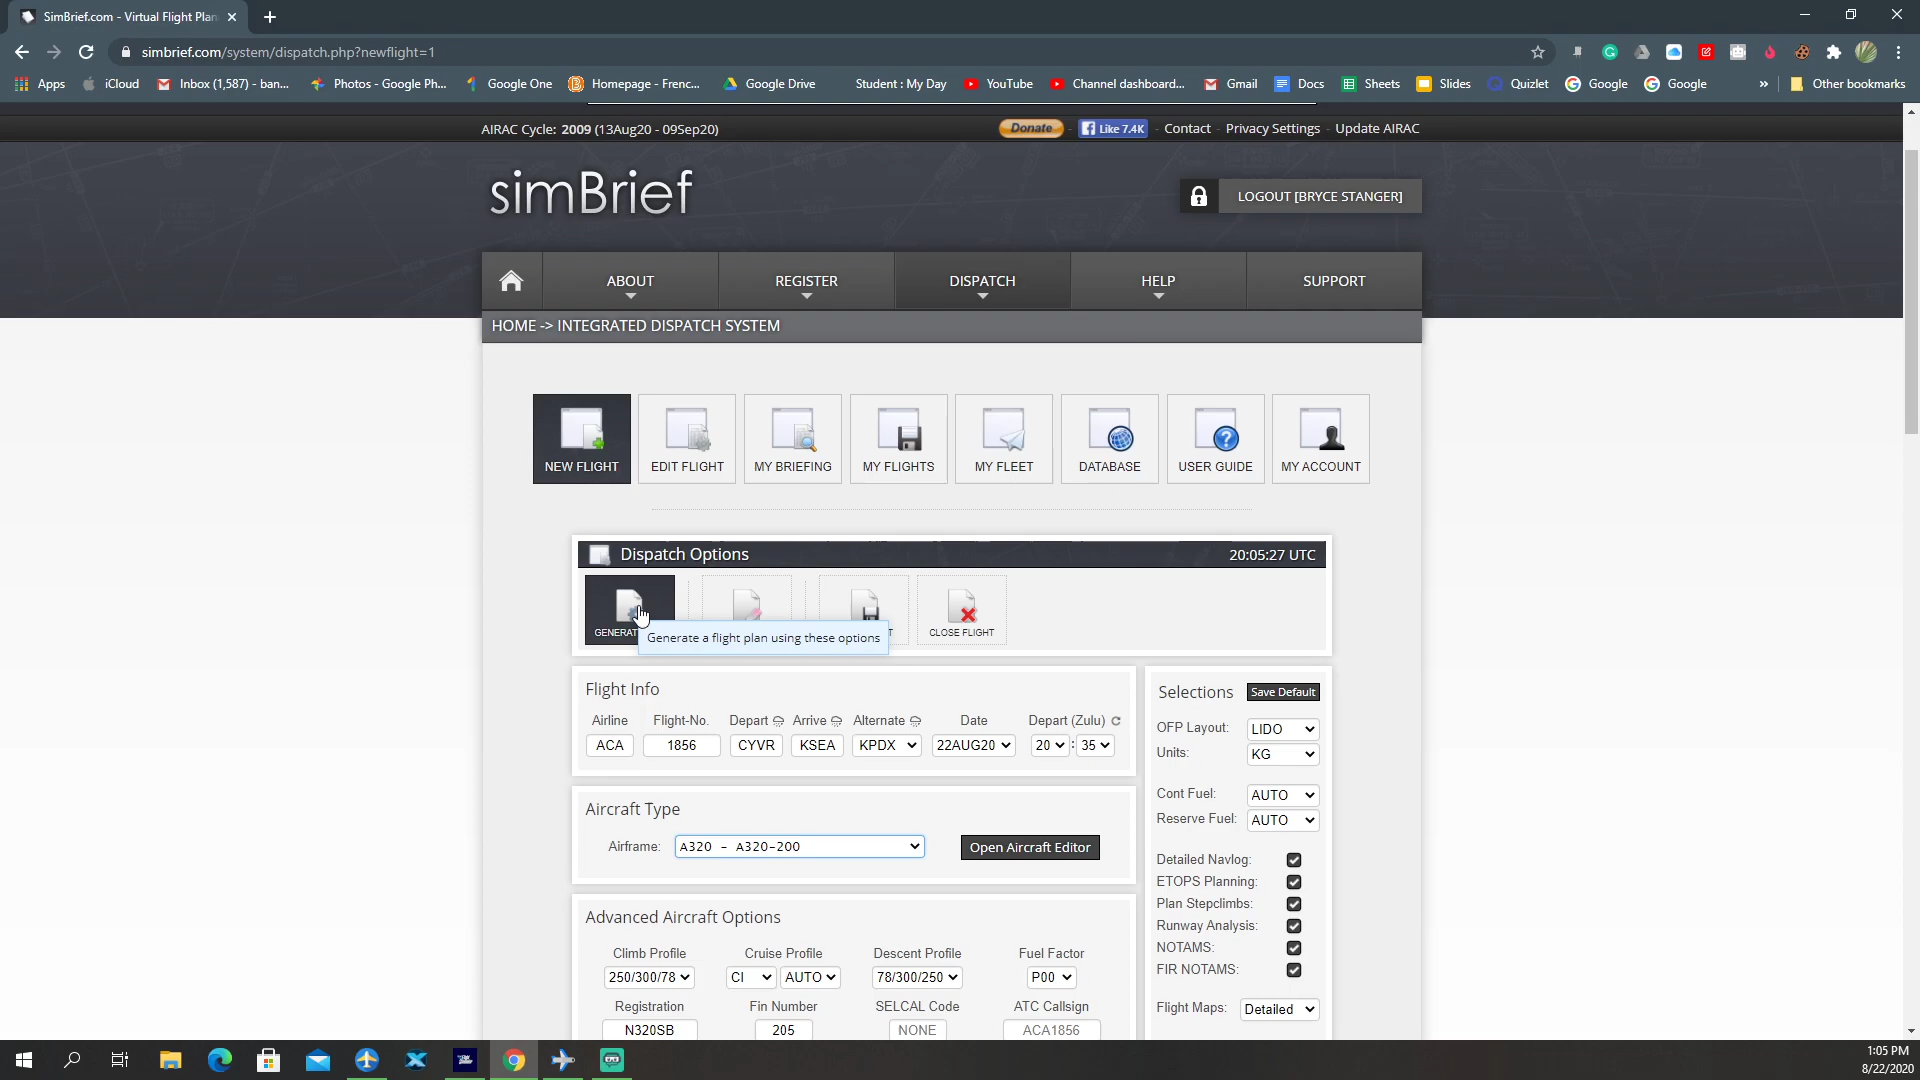 SimBrief.com - Virtual Flight Plan
simbrief.com/system/dispatch.php?newflight=1
Apps iCloud Inbox (1,587) - ban... Photos - Google Ph... Google One Homepage - Frenc... Google Drive Student : My Day YouTube Channel dashboard... Gmail Docs Sheets Slides Quizlet Google Google » Other bookmarks
AIRAC Cycle: 2009 (13Aug20 - 09Sep20) Donate - Like 7.4K - Contact - Privacy Settings - Update AIRAC
simBrief
LOGOUT [BRYCE STANGER]
ABOUT REGISTER DISPATCH HELP SUPPORT
HOME -> INTEGRATED DISPATCH SYSTEM
NEW FLIGHT EDIT FLIGHT MY BRIEFING MY FLIGHTS MY FLEET DATABASE USER GUIDE MY ACCOUNT
Dispatch Options 20:05:27 UTC
GENERAT T CLOSE FLIGHT
Generate a flight plan using these options
Flight Info
Airline Flight-No. Depart Arrive Alternate Date Depart (Zulu)
ACA 1856 CYVR KSEA KPDX 22AUG20 20 : 35
Aircraft Type
Airframe: A320 - A320-200 Open Aircraft Editor
Advanced Aircraft Options
Climb Profile Cruise Profile Descent Profile Fuel Factor
250/300/78 CI AUTO 78/300/250 P00
Registration Fin Number SELCAL Code ATC Callsign
N320SB 205 NONE ACA1856
Selections Save Default
OFP Layout: LIDO
Units: KG
Cont Fuel: AUTO
Reserve Fuel: AUTO
Detailed Navlog:
ETOPS Planning:
Plan Stepclimbs:
Runway Analysis:
NOTAMS:
FIR NOTAMS:
Flight Maps: Detailed
1:05 PM
8/22/2020